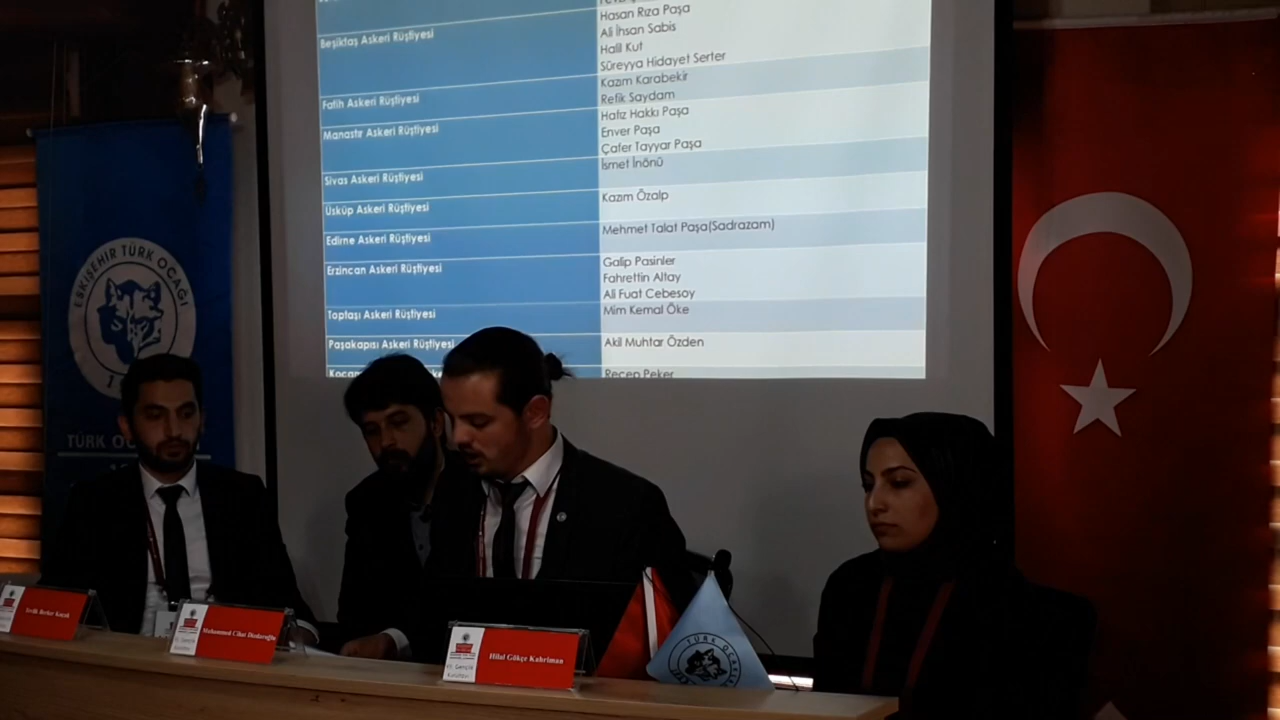 Hasan Rıza Paşa
Beşiktaş Askeri Rüştiyesi
Ali İhsan Sabis
Halil Kut
Süreyya Hidayet Serter
Kazım Karabekir
Fatih Askeri Rüştiyesi
Refik Saydam
Hafız Hakkı Paşa
Manastır Askeri Rüştiyesi
Enver Paşa
Çafer Tayyar Paşa
Sivas Askeri Rüştiyesi
İsmet İnönü
Üsküp Askeri Rüştiyesi
Kazım Özalp
Edirne Askeri Rüştiyesi
Mehmet Talat Paşa(Sadrazam)
Erzincan Askeri Rüştiyesi
Galip Pasinler
Fahrettin Altay
Ali Fuat Cebesoy
Toptaşı Askeri Rüştiyesi
Mim Kemal Öke
Paşakapısı Askeri Rüştiyesi
Akil Muhtar Özden
Recep Peker
ESKİŞEHİR TÜRK OCAĞI
TÜRK
Muhammed Cihat
Hilal Gökçe Kahriman
TÜRK